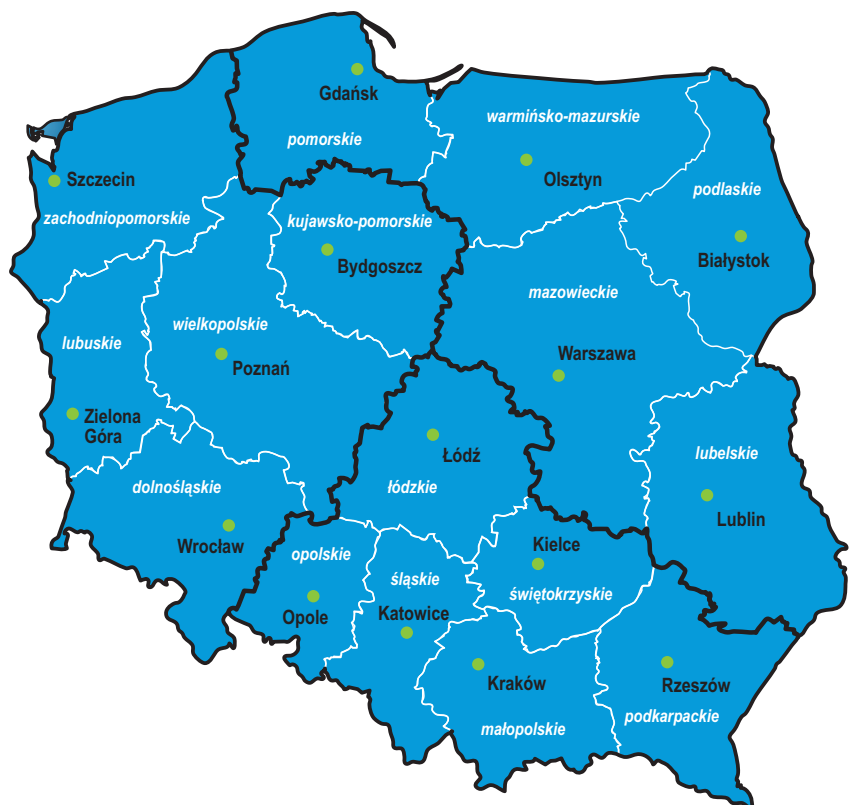 Gdańsk
warmińsko-mazurskie
pomorskie
Olsztyn
Szczecin
podlaskie
zachodniopomorskie
kujawsko-pomorskie
Białystok
Bydgoszcz
mazowieckie
wielkopolskie
lubuskie
Warszawa
Poznań
Zielona
Góra
Łódź
lubelskie
dolnośląskie
łódzkie
Lublin
Wrocław
Kielce
opolskie
śląskie
świętokrzyskie
Opole
Katowice
Kraków
Rzeszów
podkarpackie
małopolskie